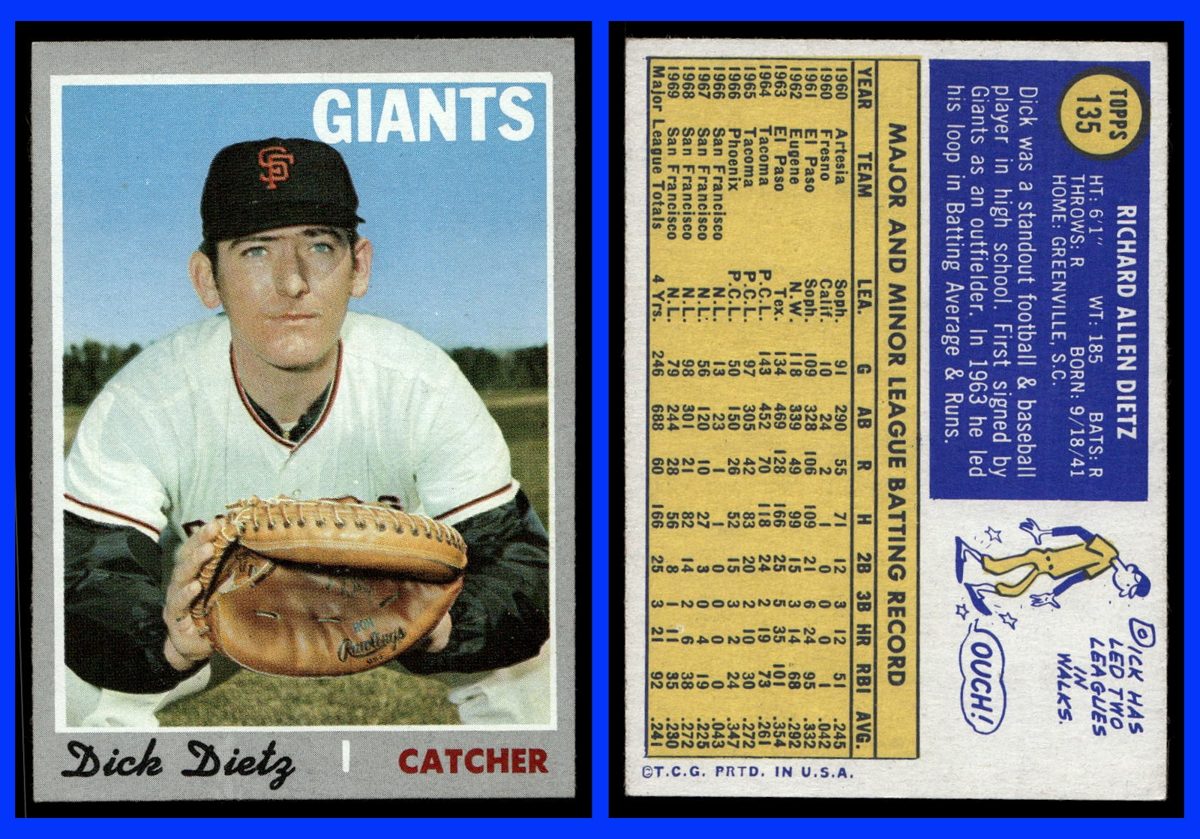 GIANTS
SF
Rawlings
Dick Dietz
CATCHER
TOPPS
135
RICHARD ALLEN DIETZ
HT: 6'1" WT: 185 BATS: R
THROWS: R BORN: 9/18/41
HOME: GREENVILLE, S.C.
Dick was a standout football & baseball
player in high school. First signed by
Giants as an outfielder. In 1963 he led
his loop in Batting Average & Runs.
DICK HAS
LED TWO
LEAGUES
IN
WALKS.
OUCH!
MAJOR AND MINOR LEAGUE BATTING RECORD
YEAR TEAM LEA. G AB R H 2B 3B HR RBI AVG.
1960 Artesia Soph. 91 290 55 71 12 3 12 51 .245
1960 Fresno Calif. 10 24 2 1 0 0 0 1 .042
1961 El Paso Soph. 109 328 106 109 21 6 24 95 .332
1962 Eugene N.W. 118 339 49 99 15 3 14 68 .292
1963 El Paso Tex. 134 469 128 166 25 5 35 101 .354
1964 Tacoma P.C.L. 143 452 70 118 24 2 19 73 .261
1965 Tacoma P.C.L. 97 305 42 83 20 2 10 30 .272
1966 Phoenix P.C.L. 50 150 26 52 15 3 2 24 .347
1966 San Francisco N.L. 13 23 1 1 0 0 0 0 .043
1967 San Francisco N.L. 56 120 10 27 3 0 4 19 .225
1968 San Francisco N.L. 98 301 21 82 14 2 6 38 .272
1969 San Francisco N.L. 79 244 28 56 8 1 11 35 .230
Major League Totals 4 Yrs. 246 688 60 166 25 3 21 92 .241
©T.C.G. PRTD. IN U.S.A.